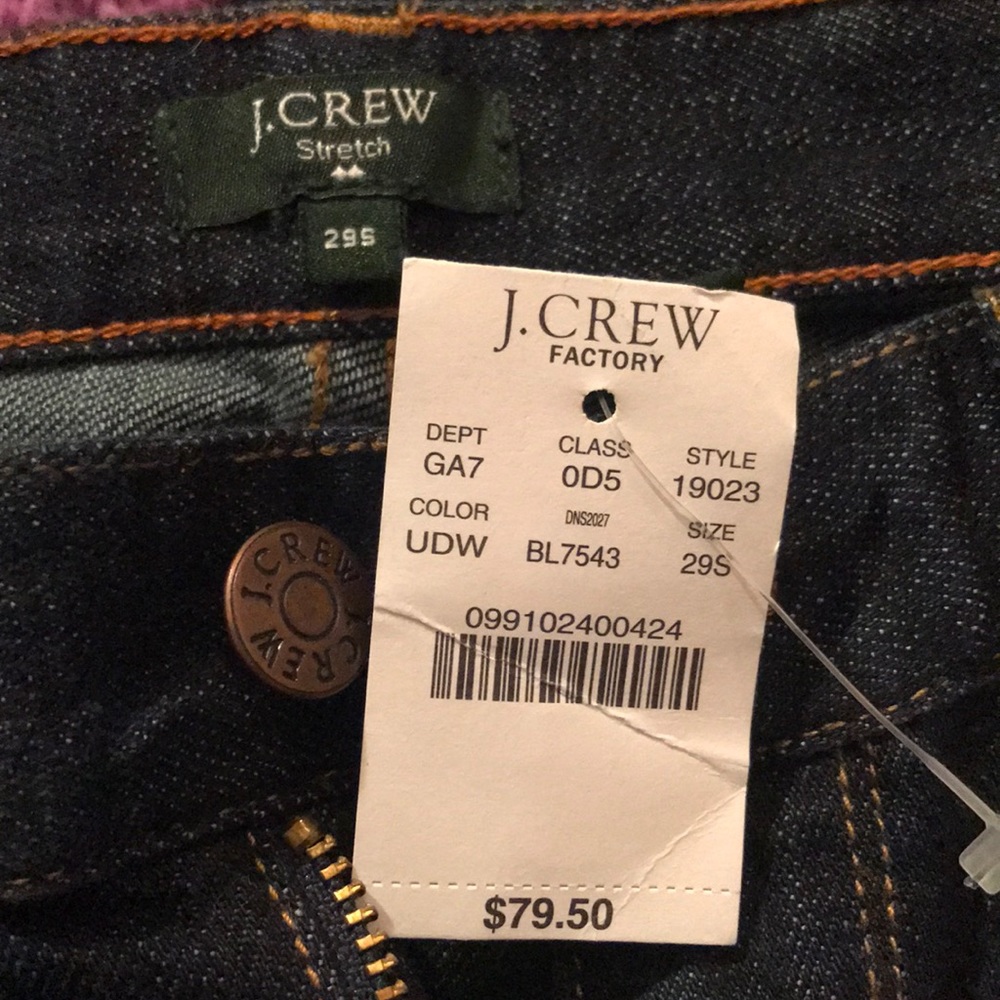 J.CREW
Stretch
29S
J.CREW
FACTORY
DEPT CLASS STYLE
GA7 0D5 19023
COLOR DNS2027 SIZE
UDW BL7543 29S
099102400424
$79.50
J.CREW J.CREW